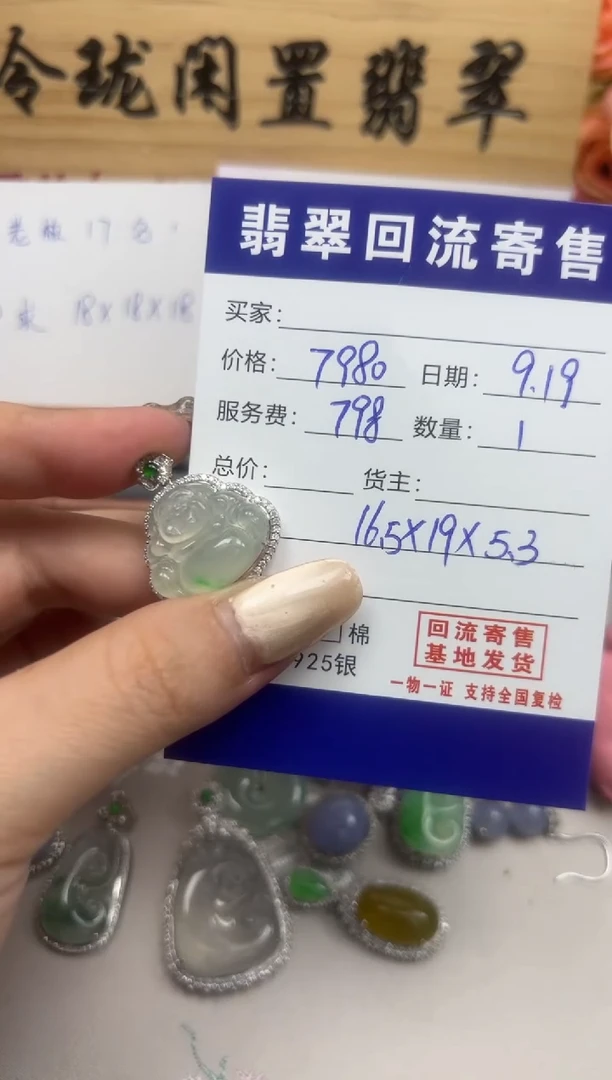 玲珑闲置翡翠
17名
18X18X18
翡翠回流寄售
买家:
价格: 7980 日期: 9.19
服务费: 798 数量: 1
总价: 货主:
16.5X19X5.3
棉
925银
回流寄售
基地发货
一物一证 支持全国复检